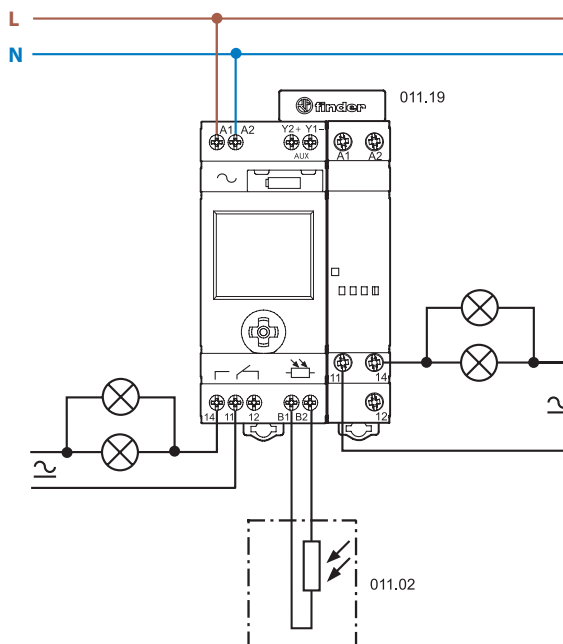 L
N
finder
011.19
A1 A2 Y2+ Y1-
AUX
A1 A2
11 14
14 11 12 B1 B2 12
011.02